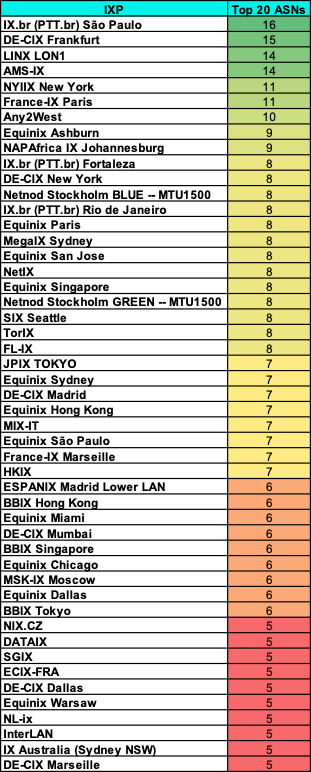 IXP Top 20 ASNs
IX.br (PTT.br) São Paulo 16
DE-CIX Frankfurt 15
LINX LON1 14
AMS-IX 14
NYIIX New York 11
France-IX Paris 11
Any2West 10
Equinix Ashburn 9
NAPAfrica IX Johannesburg 9
IX.br (PTT.br) Fortaleza 8
DE-CIX New York 8
Netnod Stockholm BLUE -- MTU1500 8
IX.br (PTT.br) Rio de Janeiro 8
Equinix Paris 8
MegaIX Sydney 8
Equinix San Jose 8
NetIX 8
Equinix Singapore 8
Netnod Stockholm GREEN -- MTU1500 8
SIX Seattle 8
TorIX 8
FL-IX 8
JPIX TOKYO 7
Equinix Sydney 7
DE-CIX Madrid 7
Equinix Hong Kong 7
MIX-IT 7
Equinix São Paulo 7
France-IX Marseille 7
HKIX 7
ESPANIX Madrid Lower LAN 6
BBIX Hong Kong 6
Equinix Miami 6
DE-CIX Mumbai 6
BBIX Singapore 6
Equinix Chicago 6
MSK-IX Moscow 6
Equinix Dallas 6
BBIX Tokyo 6
NIX.CZ 5
DATAIX 5
SGIX 5
ECIX-FRA 5
DE-CIX Dallas 5
Equinix Warsaw 5
NL-ix 5
InterLAN 5
IX Australia (Sydney NSW) 5
DE-CIX Marseille 5